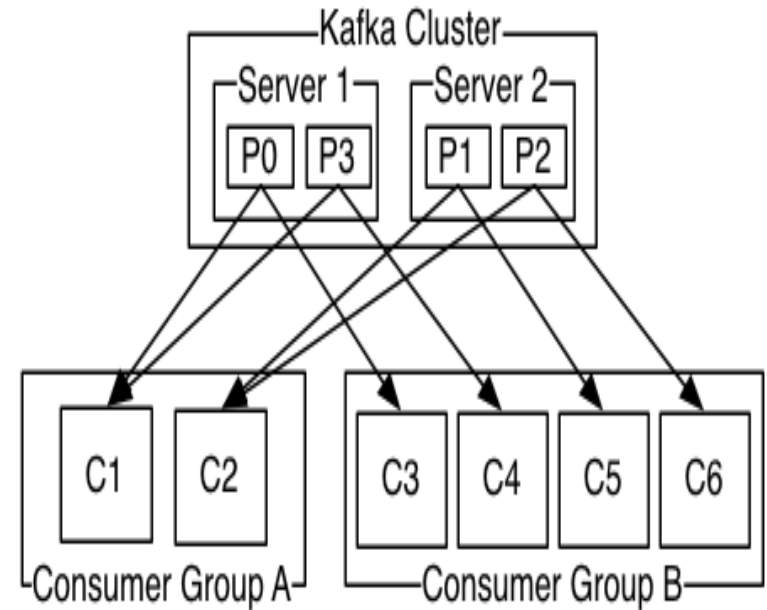 Kafka Cluster
Server 1
Server 2
P0
P3
P1
P2
C1
C2
C3
C4
C5
C6
Consumer Group A
Consumer Group B